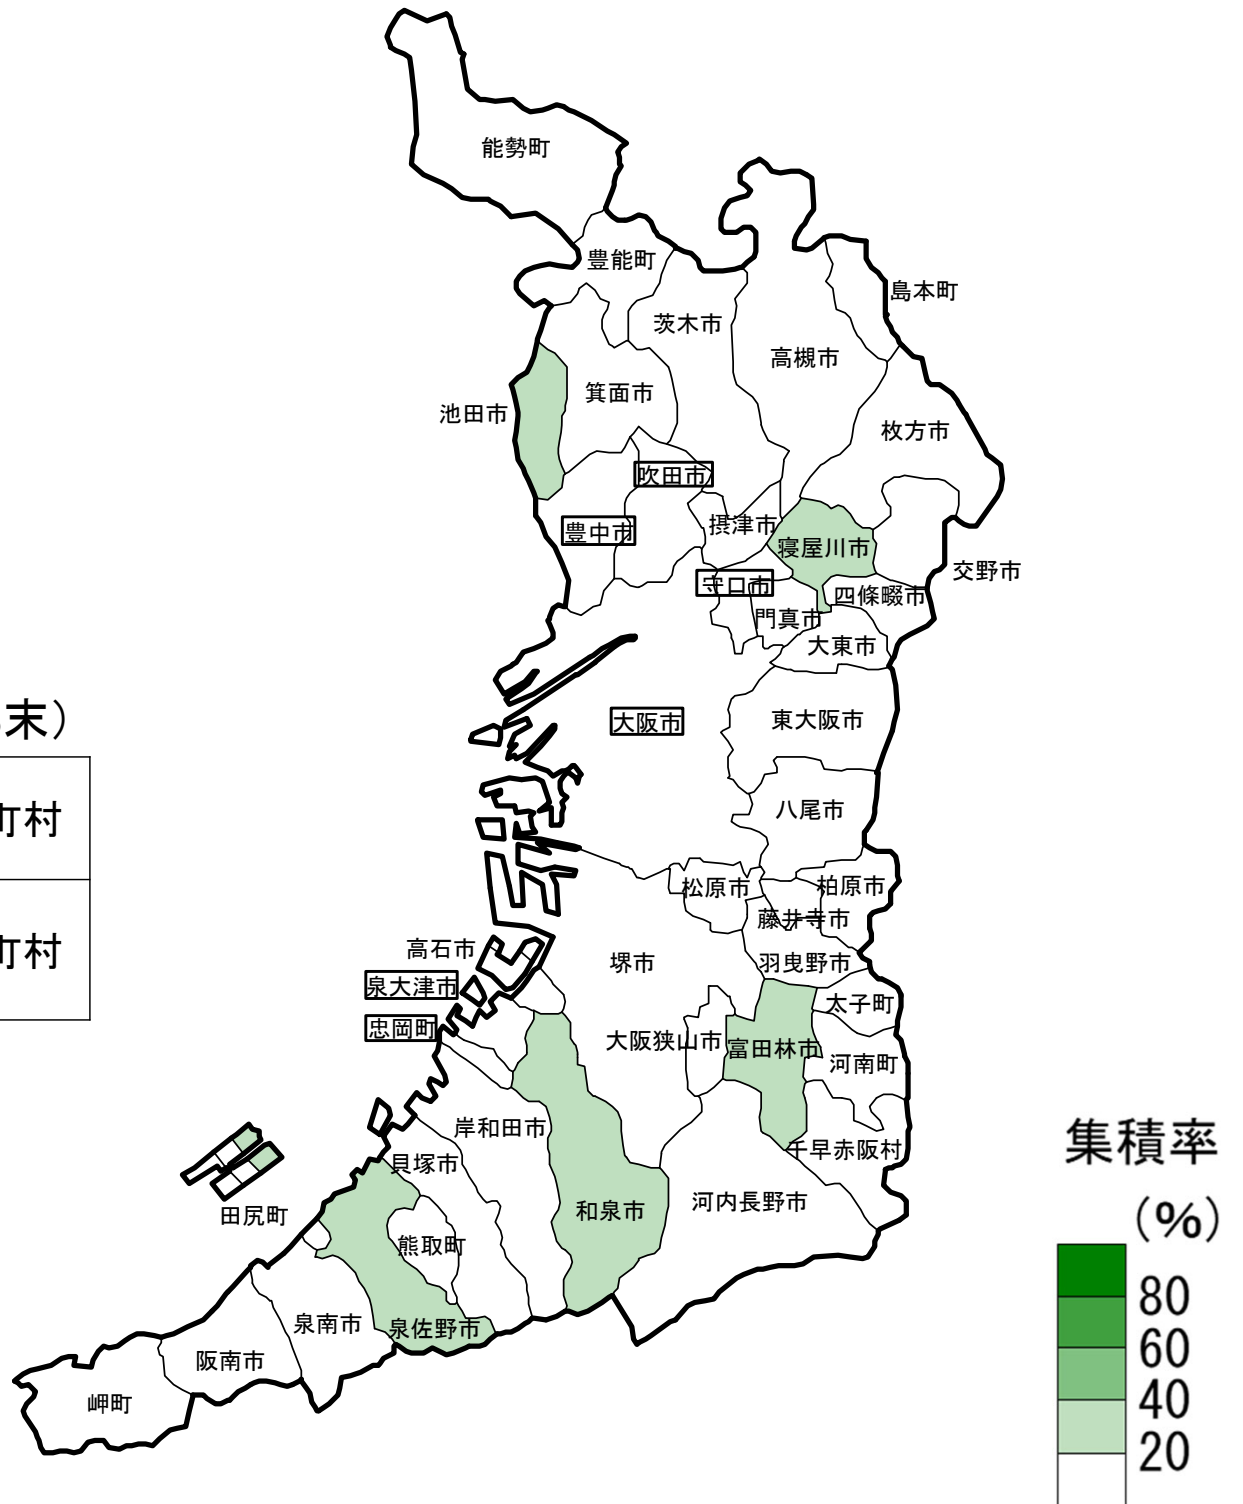 能勢町
豊能町
島本町
茨木市
高槻市
箕面市
池田市
枚方市
吹田市
摂津市
豊中市
寝屋川市
交野市
守口市
四條畷市
門真市
大東市
末）
大阪市
東大阪市
町村
八尾市
松原市
柏原市
藤井寺市
町村
高石市
堺市
羽曳野市
泉大津市
太子町
忠岡町
大阪狭山市
富田林市
河南町
岸和田市
千早赤阪村
集積率
貝塚市
和泉市
河内長野市
田尻町
（%）
熊取町
80
泉南市
泉佐野市
60
阪南市
岬町
40
20